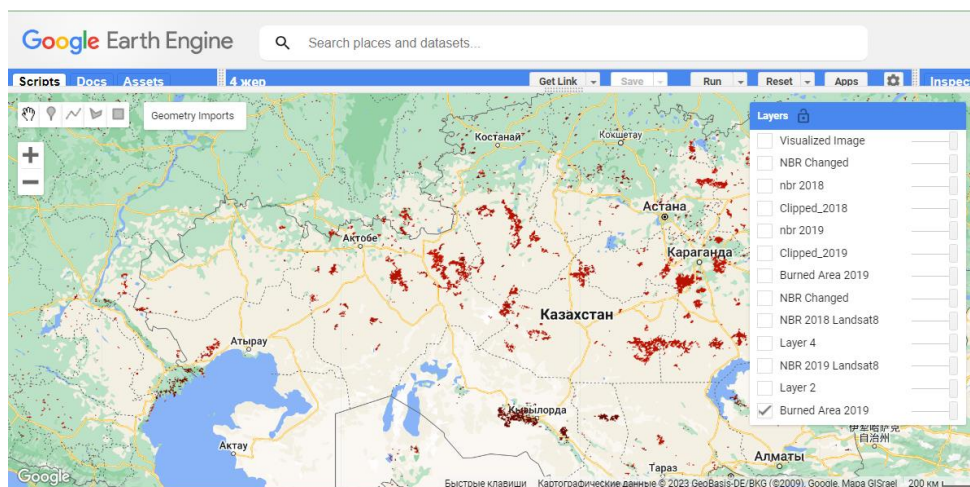 Google Earth Engine
Search places and datasets...
Scripts Docs Assets
4 жер
Get Link Save Run Reset Apps
Inspec
Geometry Imports
+
−
Layers
Visualized Image
NBR Changed
nbr 2018
Clipped_2018
nbr 2019
Clipped_2019
Burned Area 2019
NBR Changed
NBR 2018 Landsat8
Layer 4
NBR 2019 Landsat8
Layer 2
Burned Area 2019
Костанай
Кокшетау
Астана
Актобе
Караганда
Казахстан
Атырау
Кызылорда
Актау
Тараз
Алматы
自治州
Google
Быстрые клавиши Картографические данные © 2023 GeoBasis-DE/BKG (©2009), Google, Mapa GISrael 200 км